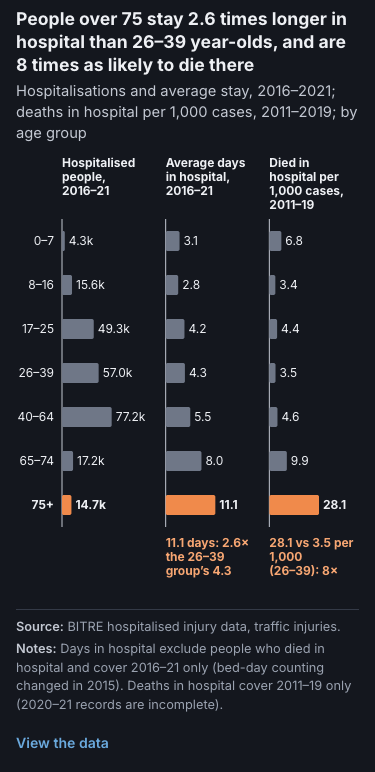 People over 75 stay 2.6 times longer in
hospital than 26–39 year-olds, and are
8 times as likely to die there
Hospitalisations and average stay, 2016–2021;
deaths in hospital per 1,000 cases, 2011–2019; by
age group
Hospitalised
people,
2016–21
Average days
in hospital,
2016–21
Died in
hospital per
1,000 cases,
2011–19
0–7 4.3k 3.1 6.8
8–16 15.6k 2.8 3.4
17–25 49.3k 4.2 4.4
26–39 57.0k 4.3 3.5
40–64 77.2k 5.5 4.6
65–74 17.2k 8.0 9.9
75+ 14.7k 11.1 28.1
11.1 days: 2.6×
the 26–39
group’s 4.3
28.1 vs 3.5 per
1,000
(26–39): 8×
Source: BITRE hospitalised injury data, traffic injuries.
Notes: Days in hospital exclude people who died in
hospital and cover 2016–21 only (bed-day counting
changed in 2015). Deaths in hospital cover 2011–19 only
(2020–21 records are incomplete).
View the data